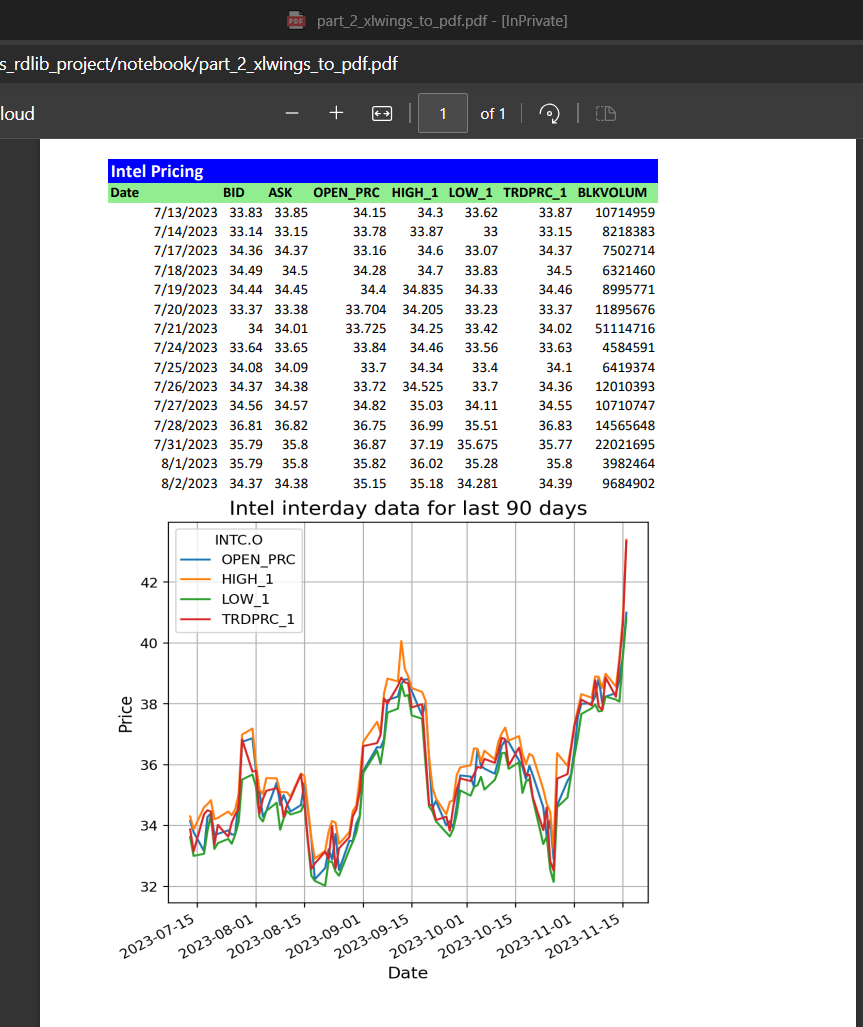 PDF part_2_xlwings_to_pdf.pdf - [InPrivate]
s_rdlib_project/notebook/part_2_xlwings_to_pdf.pdf
loud 1 of 1
Intel Pricing
Date BID ASK OPEN_PRC HIGH_1 LOW_1 TRDPRC_1 BLKVOLUM
7/13/2023 33.83 33.85 34.15 34.3 33.62 33.87 10714959
7/14/2023 33.14 33.15 33.78 33.87 33 33.15 8218383
7/17/2023 34.36 34.37 33.16 34.6 33.07 34.37 7502714
7/18/2023 34.49 34.5 34.28 34.7 33.83 34.5 6321460
7/19/2023 34.44 34.45 34.4 34.835 34.33 34.46 8995771
7/20/2023 33.37 33.38 33.704 34.205 33.23 33.37 11895676
7/21/2023 34 34.01 33.725 34.25 33.42 34.02 51114716
7/24/2023 33.64 33.65 33.84 34.46 33.56 33.63 4584591
7/25/2023 34.08 34.09 33.7 34.34 33.4 34.1 6419374
7/26/2023 34.37 34.38 33.72 34.525 33.7 34.36 12010393
7/27/2023 34.56 34.57 34.82 35.03 34.11 34.55 10710747
7/28/2023 36.81 36.82 36.75 36.99 35.51 36.83 14565648
7/31/2023 35.79 35.8 36.87 37.19 35.675 35.77 22021695
8/1/2023 35.79 35.8 35.82 36.02 35.28 35.8 3982464
8/2/2023 34.37 34.38 35.15 35.18 34.281 34.39 9684902
Intel interday data for last 90 days
INTC.O
OPEN_PRC
HIGH_1
LOW_1
TRDPRC_1
42
40
38
36
34
32
Price
2023-07-15 2023-08-01 2023-08-15 2023-09-01 2023-09-15 2023-10-01 2023-10-15 2023-11-01 2023-11-15
Date